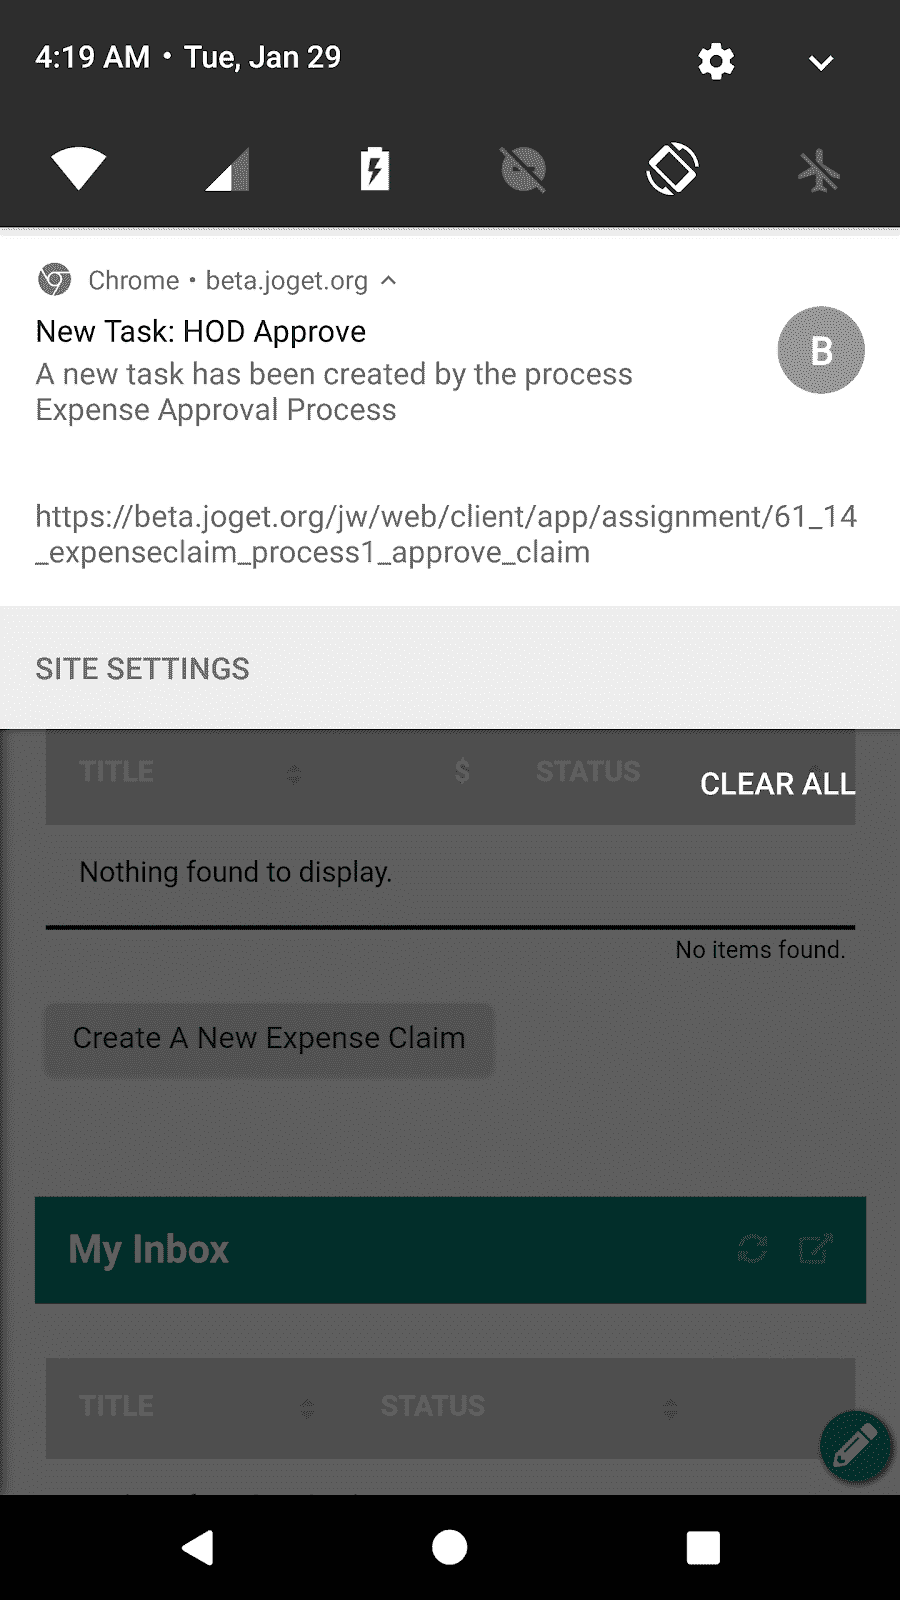 4:19 AM • Tue, Jan 29
Chrome • beta.joget.org
New Task: HOD Approve
B
A new task has been created by the process
Expense Approval Process
https://beta.joget.org/jw/web/client/app/assignment/61_14
_expenseclaim_process1_approve_claim
SITE SETTINGS
TITLE $ STATUS
CLEAR ALL
Nothing found to display.
No items found.
Create A New Expense Claim
My Inbox
TITLE STATUS